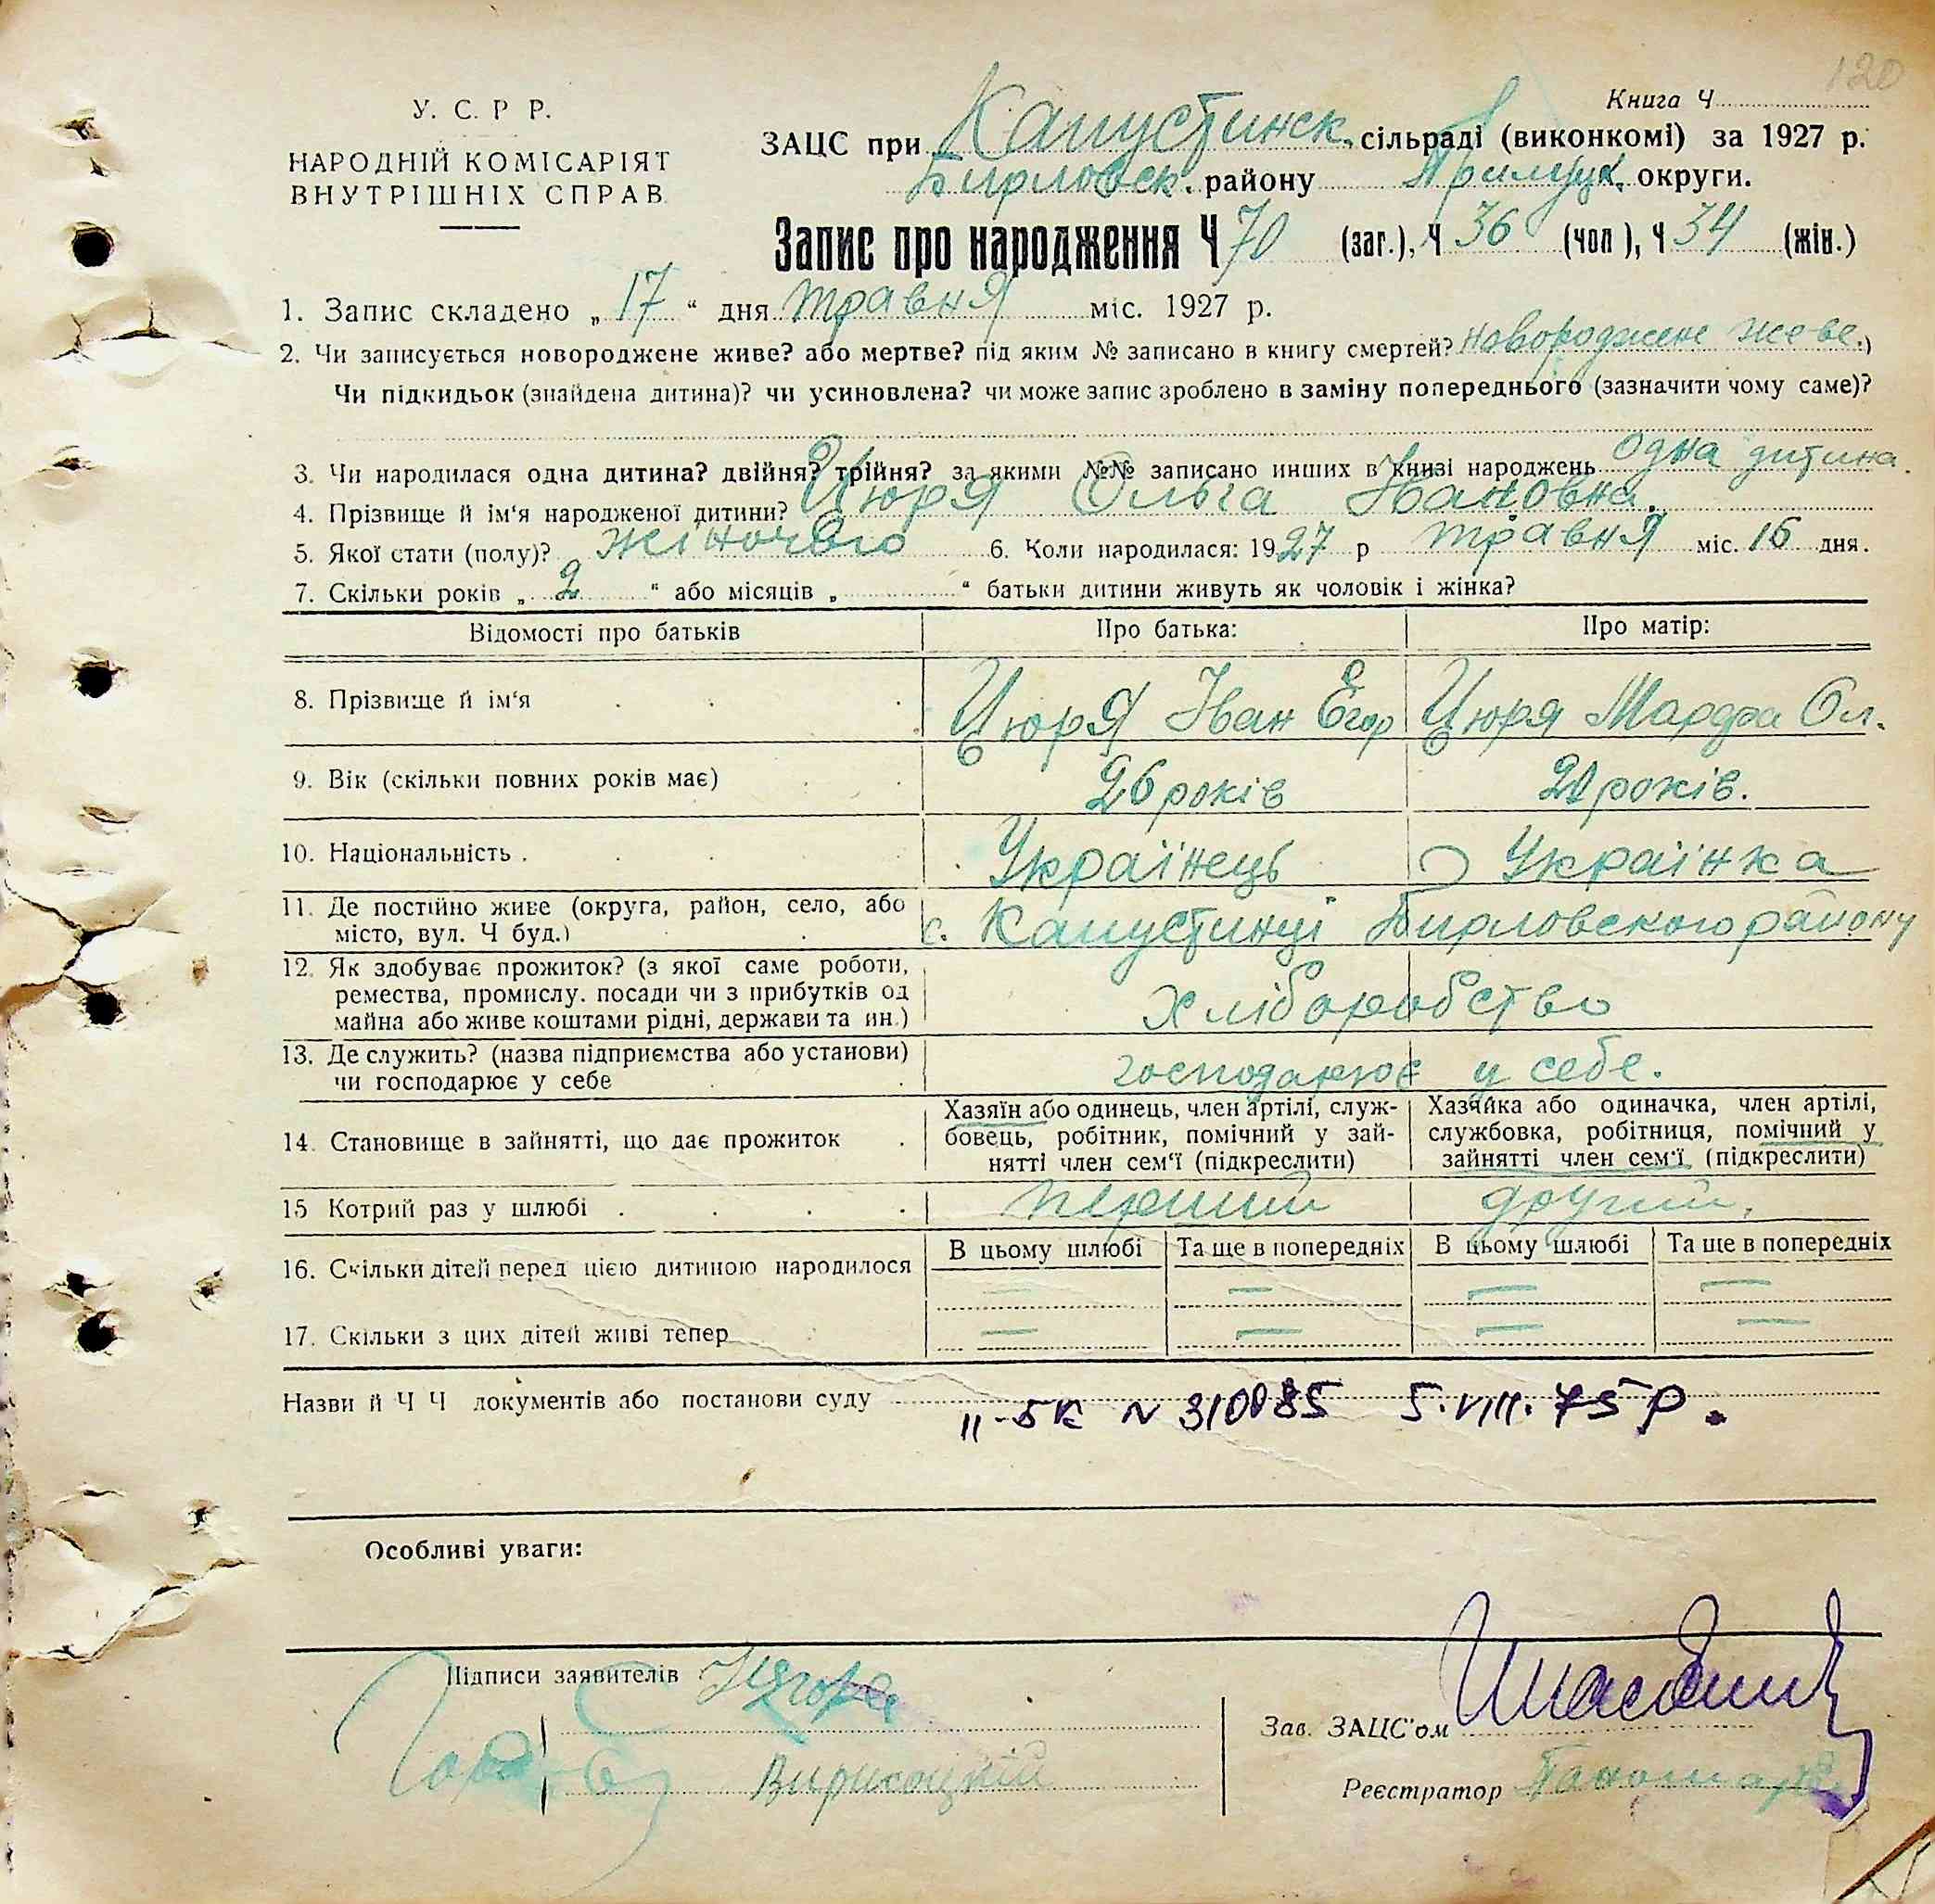 120
Книга Ч
У. С. Р. Р.
НАРОДНІЙ КОМІСАРІЯТ
ВНУТРІШНІХ СПРАВ
ЗАЦС при Капустинск. сільраді (виконкомі) за 1927 р.
Бирловск. району Прилуцк. округи.
Запис про народження Ч 70 (заг.), Ч 36 (чол), Ч 34 (жін.)
1. Запис складено „ 17 “ дня травня міс. 1927 р.
2. Чи записується новороджене живе? або мертве? під яким № записано в книгу смертей? новороджене живе.)
Чи підкидьок (знайдена дитина)? чи усиновлена? чи може запис зроблено в заміну попереднього (зазначити чому саме)?
3. Чи народилася одна дитина? двійня? трійня? за якими №№ записано инших в книзі народжень одна дитина.
4. Прізвище й ім‘я народженої дитини? Цюря Ольга Івановна.
5. Якої стати (полу)? жіночого 6. Коли народилася: 1927 р травня міс. 16 дня.
7. Скільки років „ 2 “ або місяців „ “ батьки дитини живуть як чоловік і жінка?
Відомості про батьків Про батька: Про матір:
8. Прізвище й ім‘я Цюря Іван Егор Цюря Марфа Ол.
9. Вік (скільки повних років має) 26 років років.
10. Національність Українець Українка
11. Де постійно живе (округа, район, село, або
місто, вул. Ч буд.) с. Капустинці Бирловского району
12. Як здобуває прожиток? (з якої саме роботи,
ремества, промислу. посади чи з прибутків од
майна або живе коштами рідні, держави та ин.) Хліборобство
13. Де служить? (назва підприємства або установи)
чи господарює у себе господарює у себе.
14. Становище в зайнятті, що дає прожиток
Хазяїн або одинець, член артілі, служ-
бовець, робітник, помічний у зай-
нятті член сем‘ї (підкреслити)
Хазяйка або одиначка, член артілі,
службовка, робітниця, помічний у
зайнятті член сем‘ї (підкреслити)
15 Котрий раз у шлюбі перший другий.
В цьому шлюбі Та ще в попередніх В цьому шлюбі Та ще в попередніх
16. Скільки дітей перед цією дитиною народилося — — — —
17. Скільки з цих дітей живі тепер — — — —
Назви й Ч Ч документів або постанови суду II-БК № 310085 5.VIII.75 р.
Особливі уваги:
Підписи заявителів
Зав. ЗАЦС’ом
Реєстратор